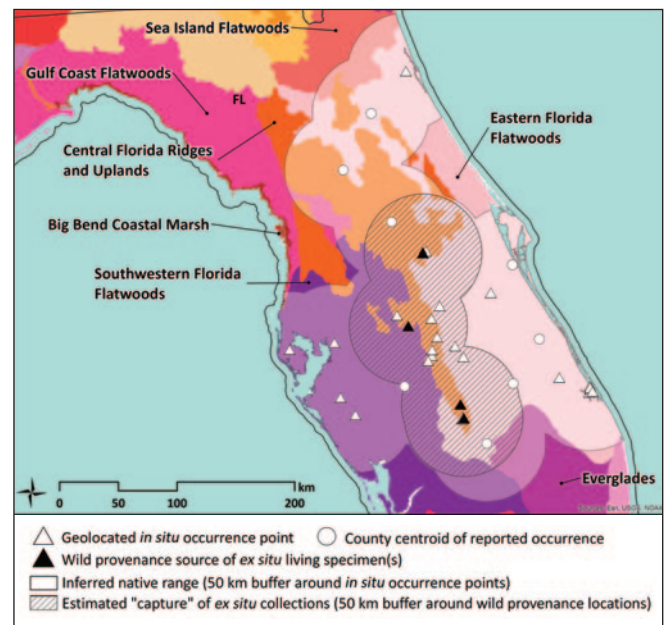 Sea Island Flatwoods
Gulf Coast Flatwoods
FL
Eastern Florida
Flatwoods
Central Florida Ridges
and Uplands
Big Bend Coastal Marsh
Southwestern Florida
Flatwoods
Everglades
km
0 50 100 200
Geolocated in situ occurrence point
County centroid of reported occurrence
Wild provenance source of ex situ living specimen(s)
Inferred native range (50 km buffer around in situ occurrence points)
Estimated "capture" of ex situ collections (50 km buffer around wild provenance locations)